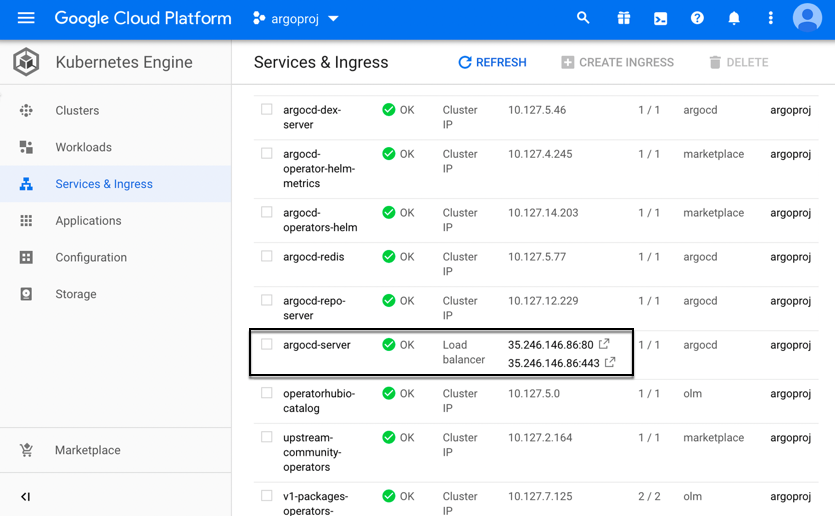 Google Cloud Platform argoproj
Kubernetes Engine
Clusters
Workloads
Services & Ingress
Applications
Configuration
Storage
Marketplace
Services & Ingress REFRESH CREATE INGRESS DELETE
argocd-dex- OK Cluster 10.127.5.46 1 / 1 argocd argoproj
server IP
argocd- OK Cluster 10.127.4.245 1 / 1 marketplace argoproj
operator-helm- IP
metrics
argocd- OK Cluster 10.127.14.203 1 / 1 marketplace argoproj
operators-helm IP
argocd-redis OK Cluster 10.127.5.77 1 / 1 argocd argoproj
IP
argocd-repo- OK Cluster 10.127.12.229 1 / 1 argocd argoproj
server IP
argocd-server OK Load 35.246.146.86:80 1 / 1 argocd argoproj
balancer 35.246.146.86:443
operatorhubio- OK Cluster 10.127.5.0 1 / 1 olm argoproj
catalog IP
upstream- OK Cluster 10.127.2.164 1 / 1 marketplace argoproj
community- IP
operators
v1-packages- OK Cluster 10.127.7.125 2 / 2 olm argoproj
operators- IP